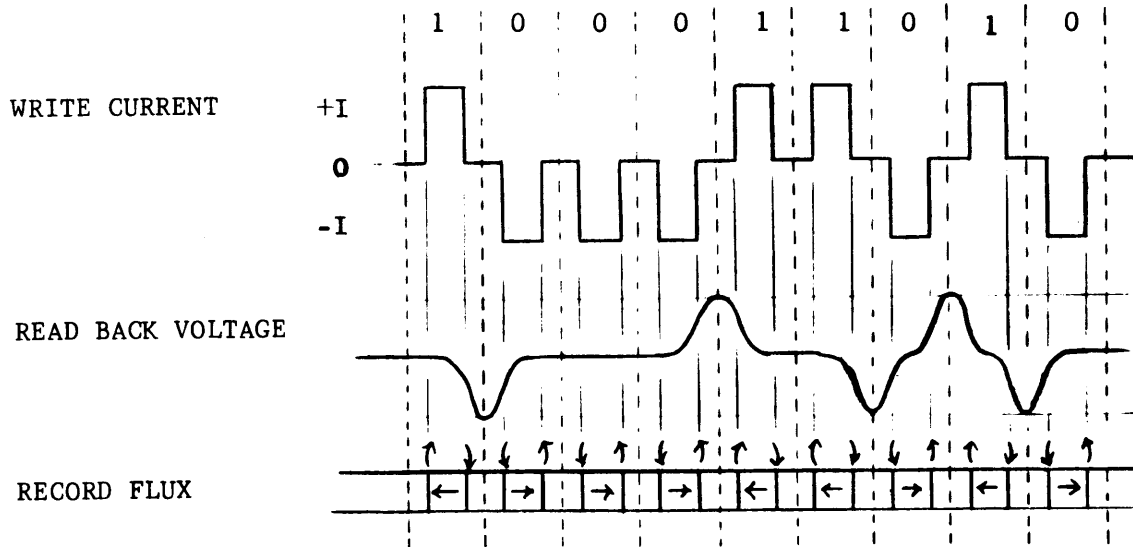 1 0 0 0 1 1 0 1 0
WRITE CURRENT +I
0
-I
READ BACK VOLTAGE
RECORD FLUX